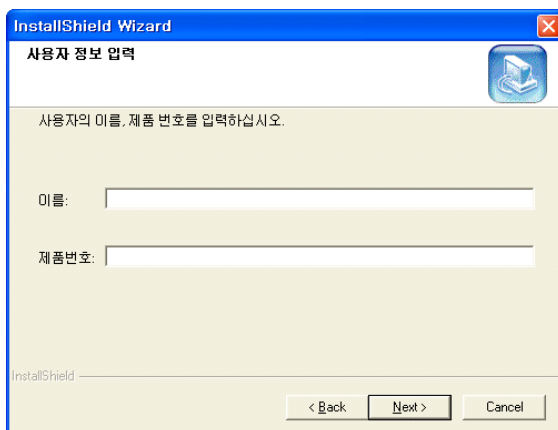 InstallShield Wizard
사용자 정보 입력
사용자의 이름, 제품 번호를 입력하십시오.
이름:
제품번호:
InstallShield
< Back Next > Cancel